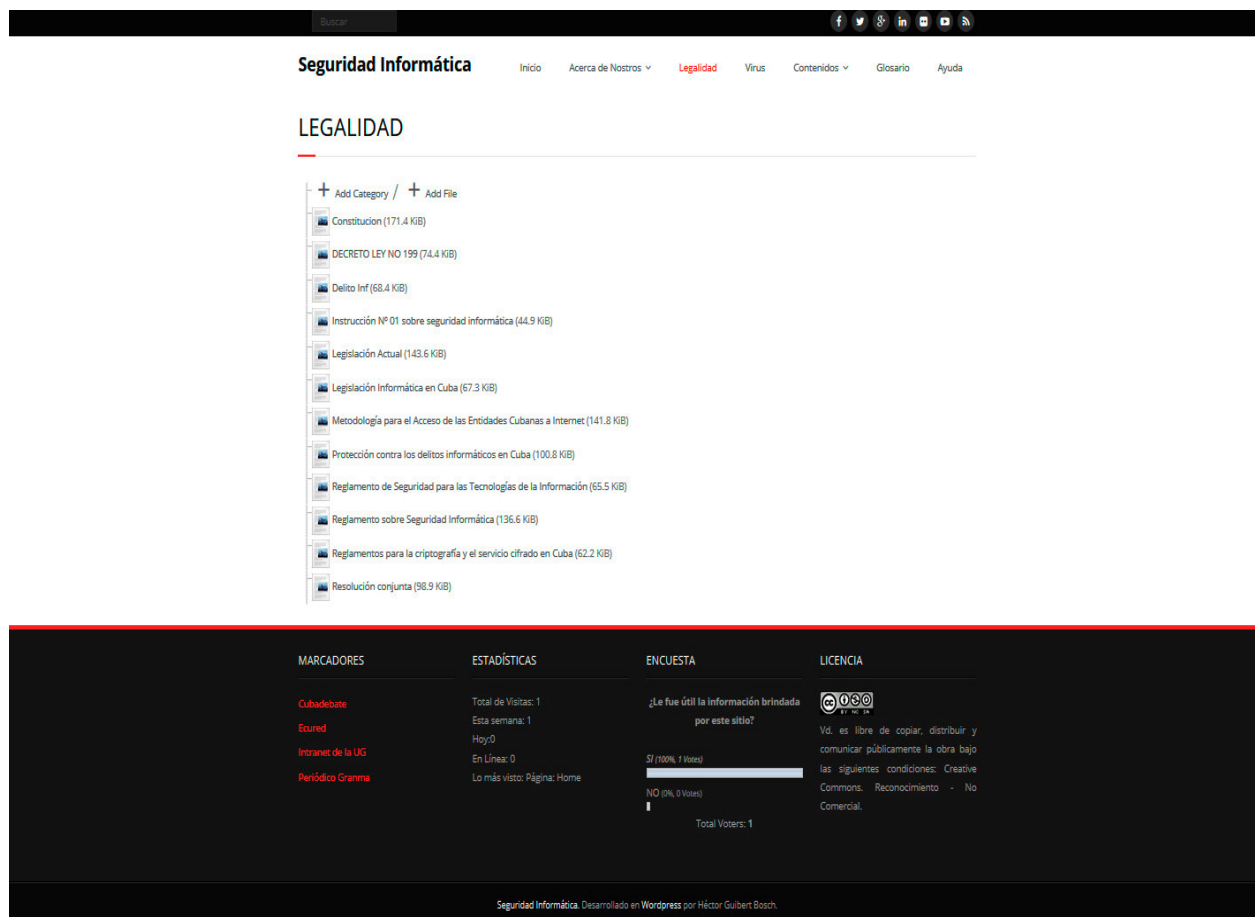 Buscar
Seguridad Informática
Inicio Acerca de Nostros Legalidad Virus Contenidos Glosario Ayuda
LEGALIDAD
+ Add Category / + Add File
Constitucion (171.4 KiB)
DECRETO LEY NO 199 (74.4 KiB)
Delito Inf (68.4 KiB)
Instrucción Nº 01 sobre seguridad informática (44.9 KiB)
Legislación Actual (143.6 KiB)
Legislación Informática en Cuba (67.3 KiB)
Metodología para el Acceso de las Entidades Cubanas a Internet (141.8 KiB)
Protección contra los delitos informáticos en Cuba (100.8 KiB)
Reglamento de Seguridad para las Tecnologías de la Información (65.5 KiB)
Reglamento sobre Seguridad Informática (136.6 KiB)
Reglamentos para la criptografía y el servicio cifrado en Cuba (62.2 KiB)
Resolución conjunta (98.9 KiB)
MARCADORES
Cubadebate
Ecured
Intranet de la UG
Periódico Granma
ESTADÍSTICAS
Total de Visitas: 1
Esta semana: 1
Hoy:0
En Línea: 0
Lo más visto: Página: Home
ENCUESTA
¿Le fue útil la información brindada
por este sitio?
SI (100%, 1 Votes)
NO (0%, 0 Votes)
Total Voters: 1
LICENCIA
cc
BY NC SA
Vd. es libre de copiar, distribuir y
comunicar públicamente la obra bajo
las siguientes condiciones: Creative
Commons. Reconocimiento - No
Comercial.
Seguridad Informática. Desarrollado en Wordpress por Héctor Guibert Bosch.